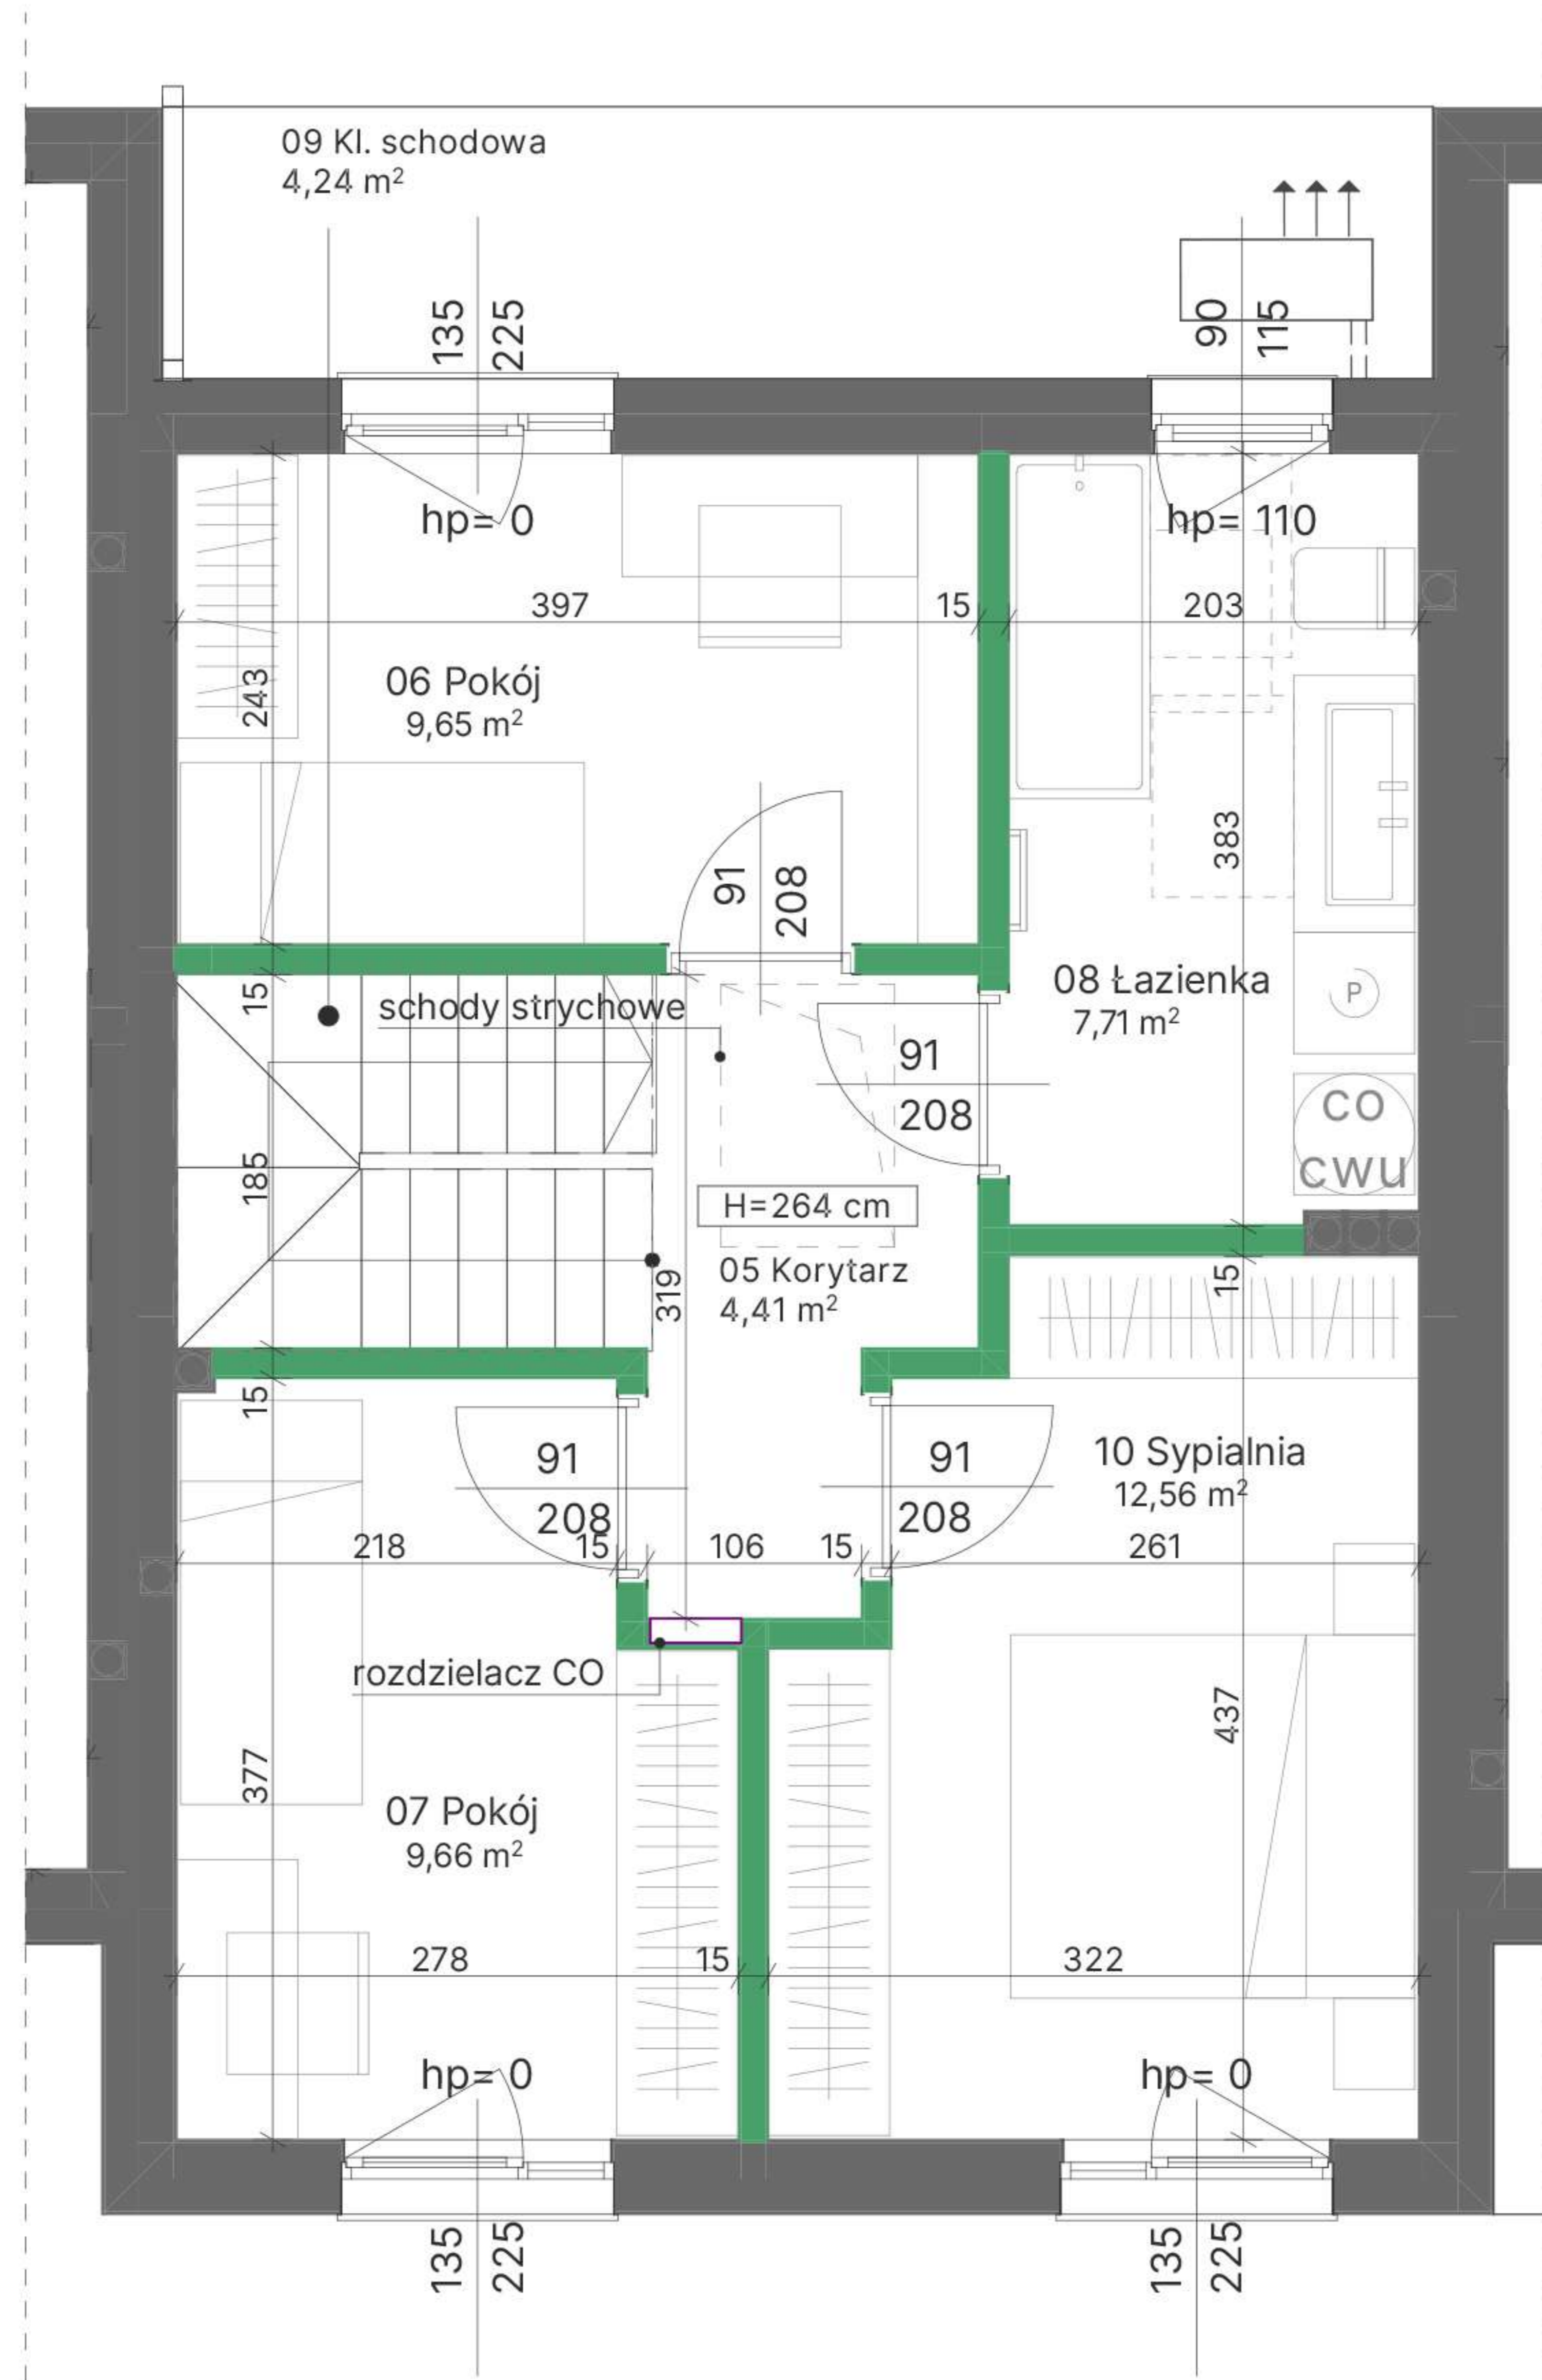 09 Kl. schodowa
4,24 m²
135
225
90
115
hp= 0
hp= 110
397
15
203
243
06 Pokój
9,65 m²
383
91
208
08 Łazienka
7,71 m²
P
15
schody strychowe
91
208
CO
CWU
185
H=264 cm
05 Korytarz
4,41 m²
319
15
15
91
208
91
208
10 Sypialnia
12,56 m²
218
15
106
15
261
rozdzielacz CO
437
377
07 Pokój
9,66 m²
278
15
322
hp= 0
hp= 0
135
225
135
225